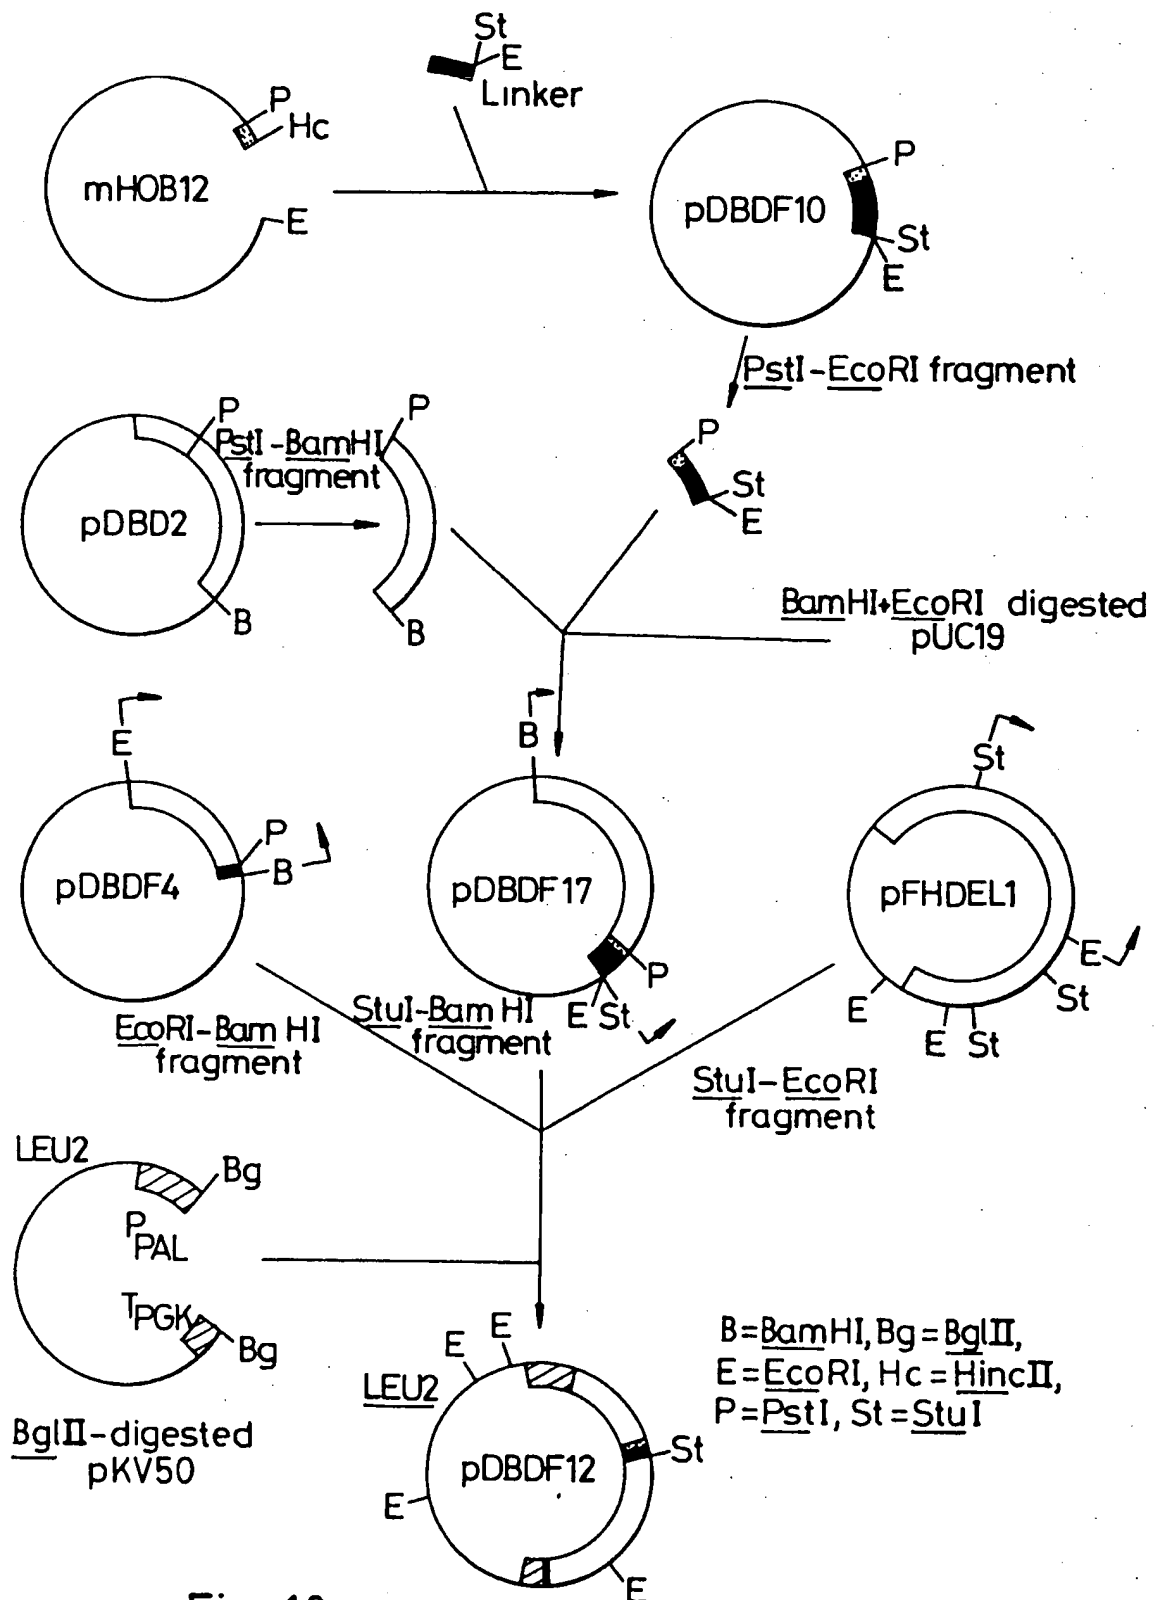 St
E
Linker
P
Hc
mHOB12
E
P
pDBDF10
St
E
PstI-EcoRI fragment
P
PstI-BamHI
fragment
P
pDBD2
B
B
P
St
E
BamHI+EcoRI digested
pUC19
E
P
B
pDBDF4
B
pDBDF17
P
E St
St
pFHDEL1
E
St
E
E St
EcoRI-Bam HI
fragment
StuI-Bam HI
fragment
StuI-EcoRI
fragment
LEU2
Bg
PPAL
TPGK
Bg
BglII-digested
pKV50
E
E
LEU2
St
pDBDF12
E
E
B=BamHI, Bg=BglII,
E=EcoRI, Hc=HincII,
P=PstI, St=StuI